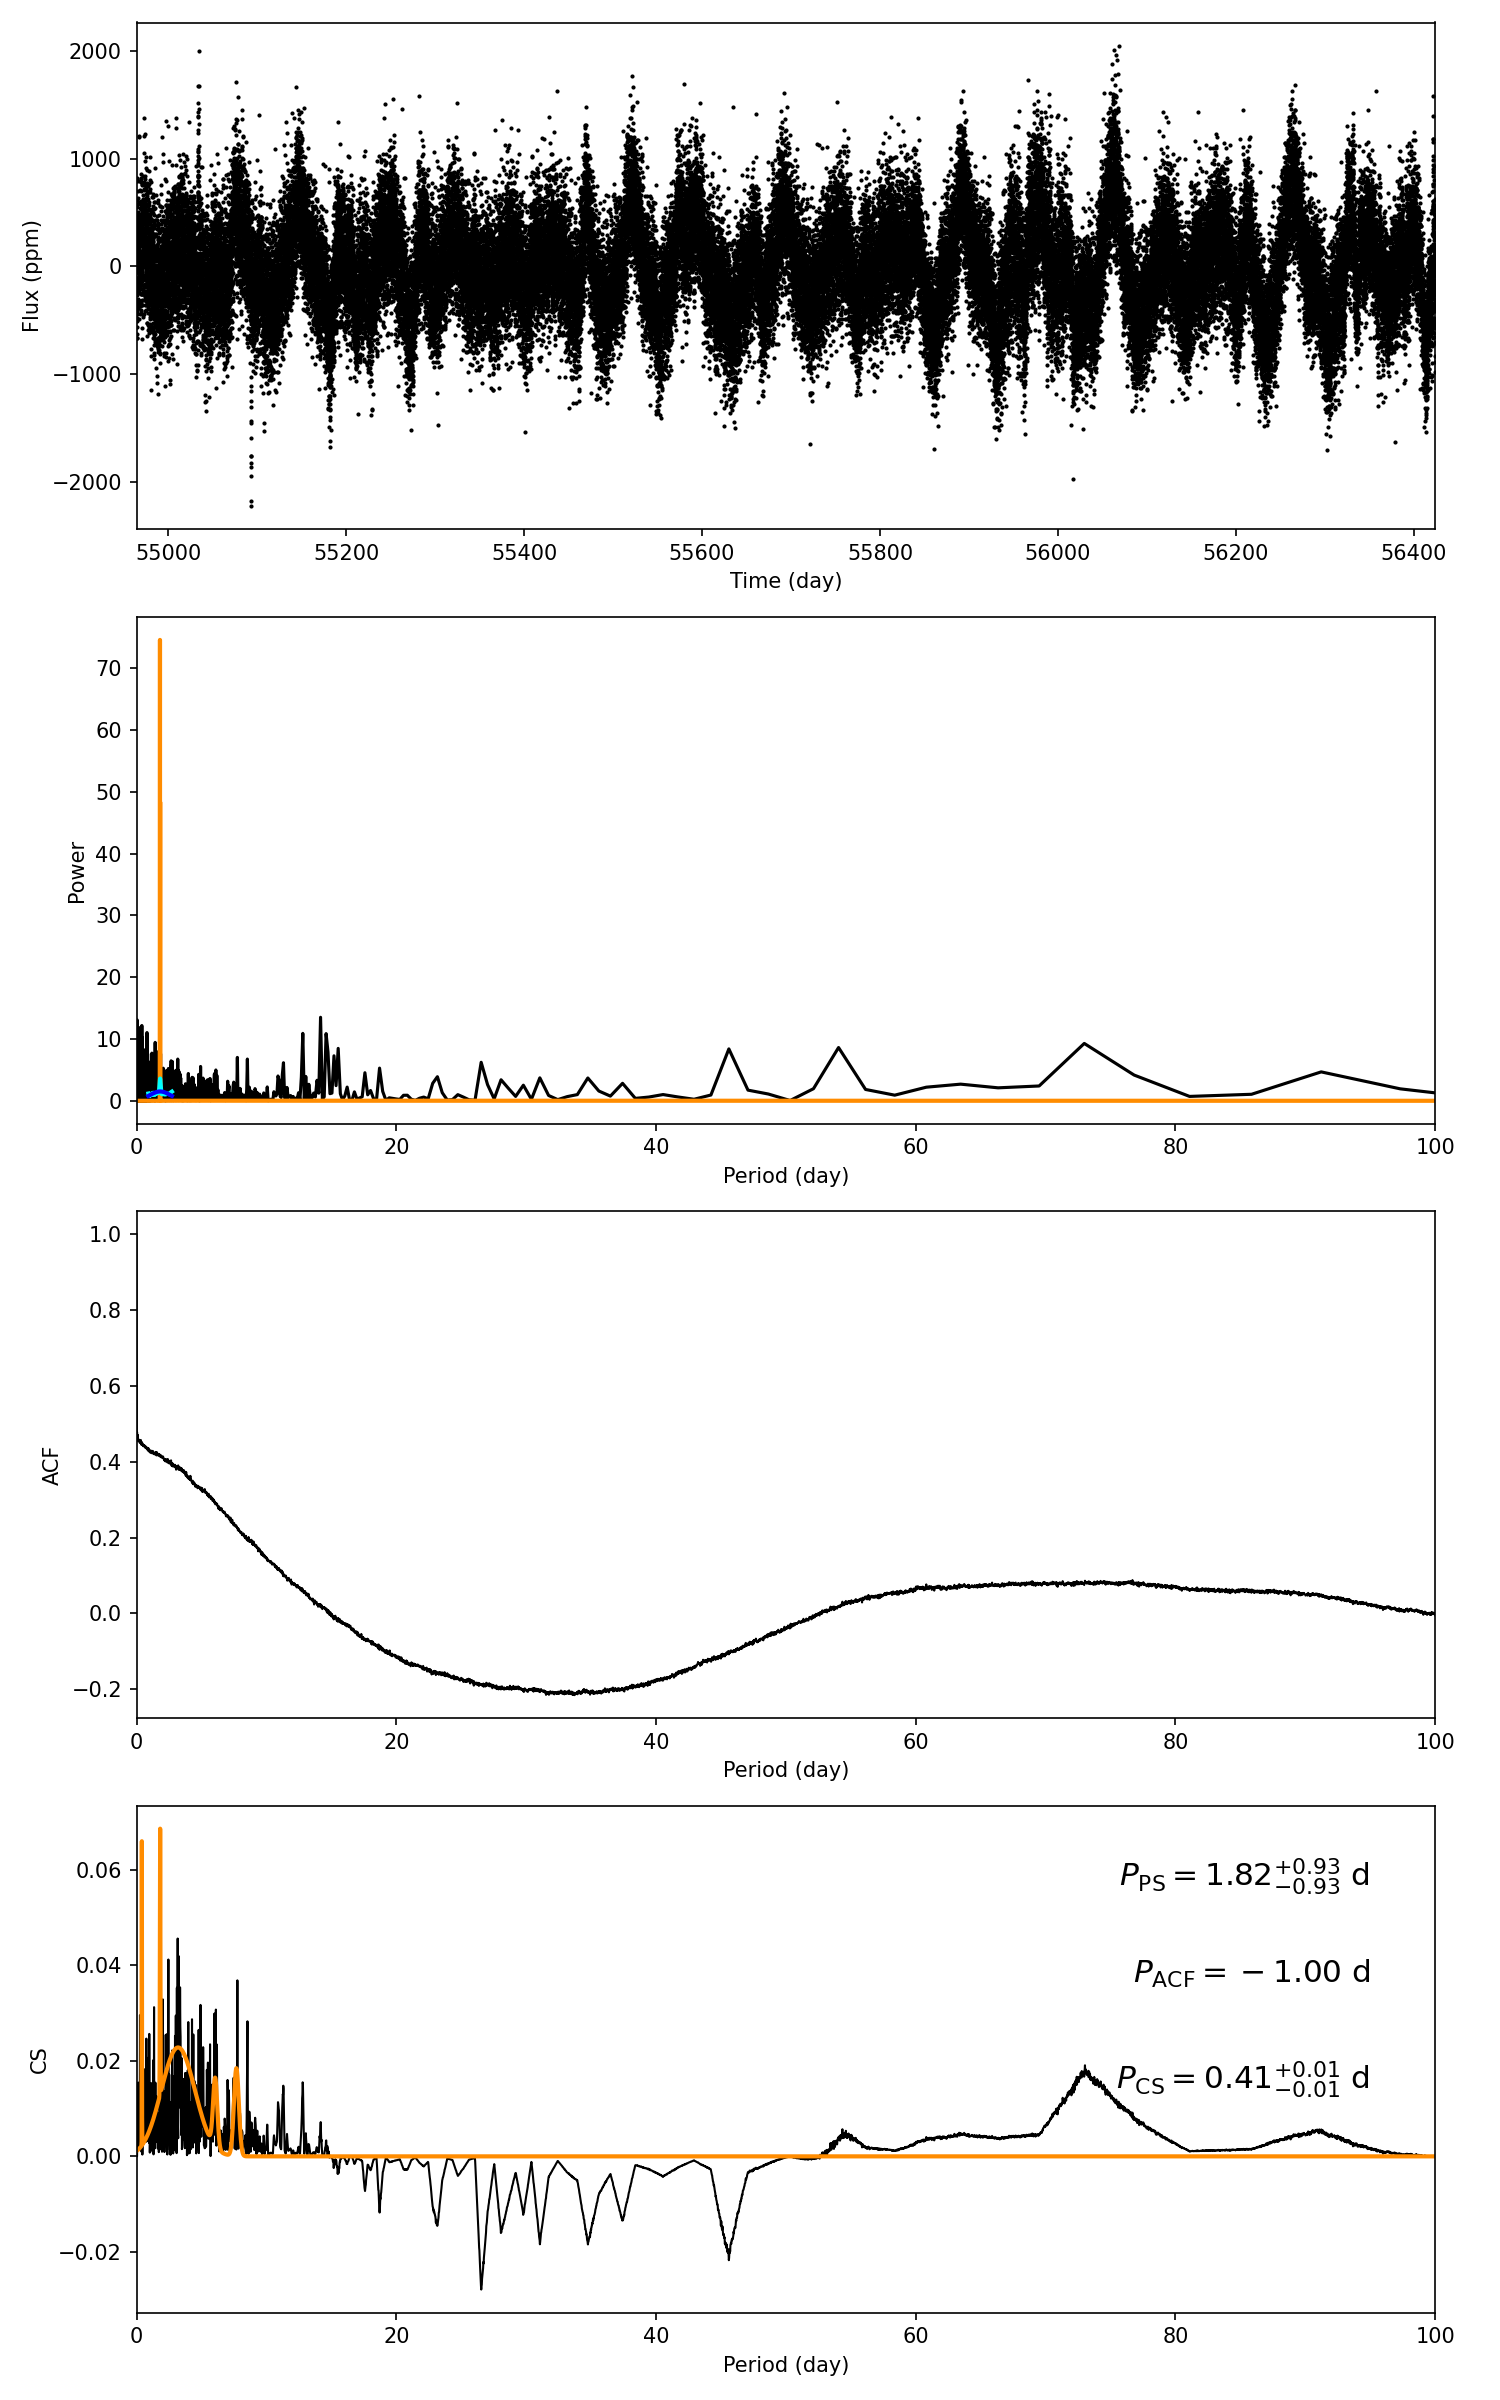 2000
1000
0
−1000
−2000
Flux (ppm)
55000 55200 55400 55600 55800 56000 56200 56400
Time (day)
70
60
50
40
30
20
10
0
Power
0 20 40 60 80 100
Period (day)
1.0
0.8
0.6
0.4
0.2
0.0
−0.2
ACF
0 20 40 60 80 100
Period (day)
0.06
0.04
0.02
0.00
−0.02
CS
P_PS = 1.82^{+0.93}_{−0.93} d
P_ACF = −1.00 d
P_CS = 0.41^{+0.01}_{−0.01} d
0 20 40 60 80 100
Period (day)